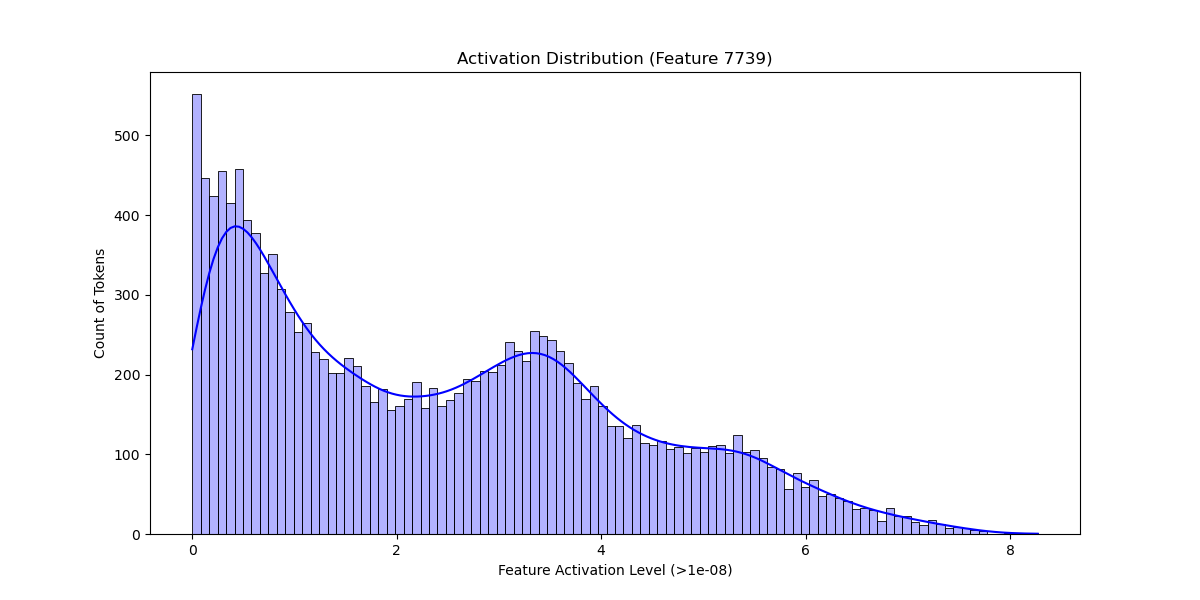 Activation Distribution (Feature 7739)
500
400
300
200
100
0
Count of Tokens
0 2 4 6 8
Feature Activation Level (>1e-08)